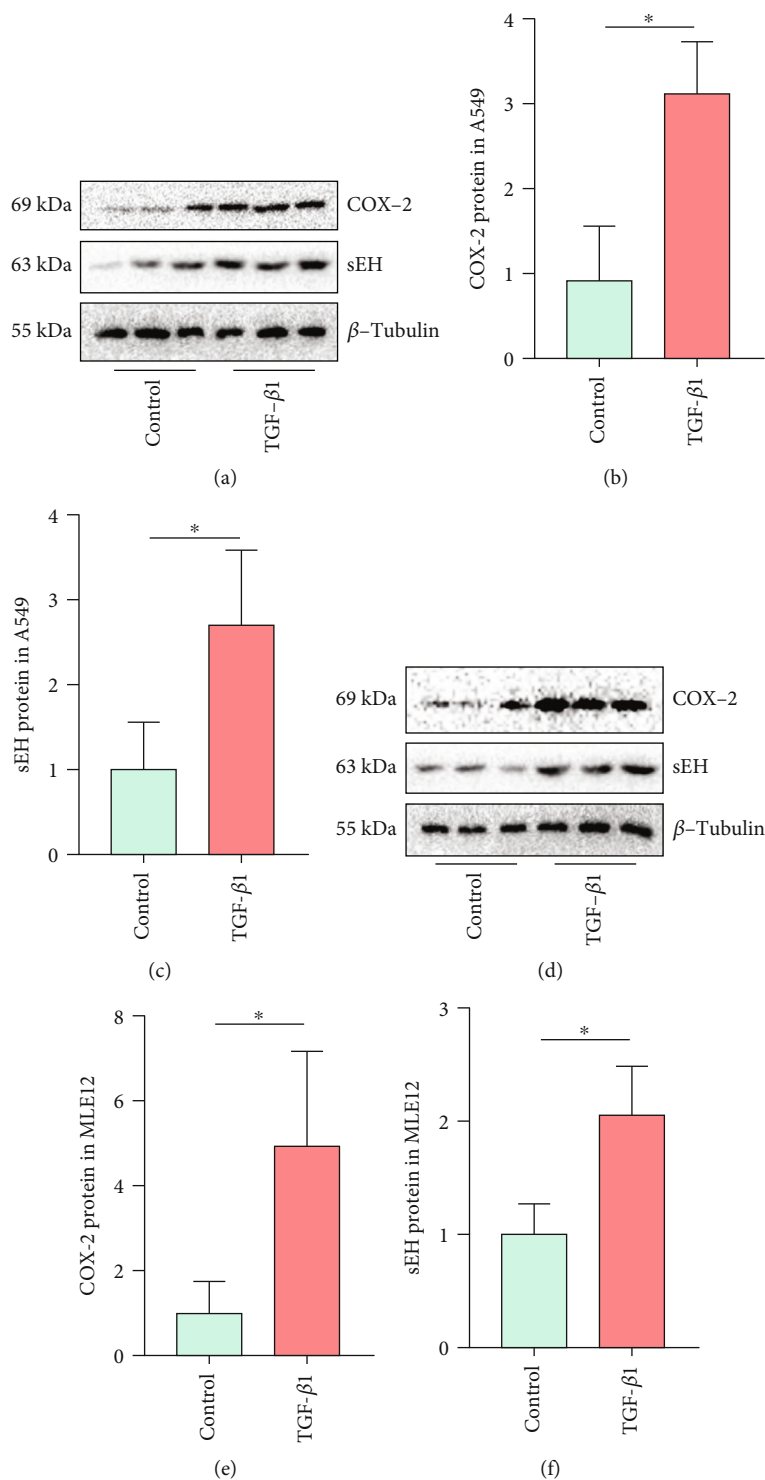 69 kDa COX–2
63 kDa sEH
55 kDa β–Tubulin
Control TGF–β1
(a)
COX-2 protein in A549
4
3
2
1
0
*
Control TGF-β1
(b)
sEH protein in A549
4
3
2
1
0
*
Control TGF-β1
(c)
69 kDa COX–2
63 kDa sEH
55 kDa β–Tubulin
Control TGF–β1
(d)
COX-2 protein in MLE12
8
6
4
2
0
*
Control TGF-β1
(e)
sEH protein in MLE12
3
2
1
0
*
Control TGF-β1
(f)